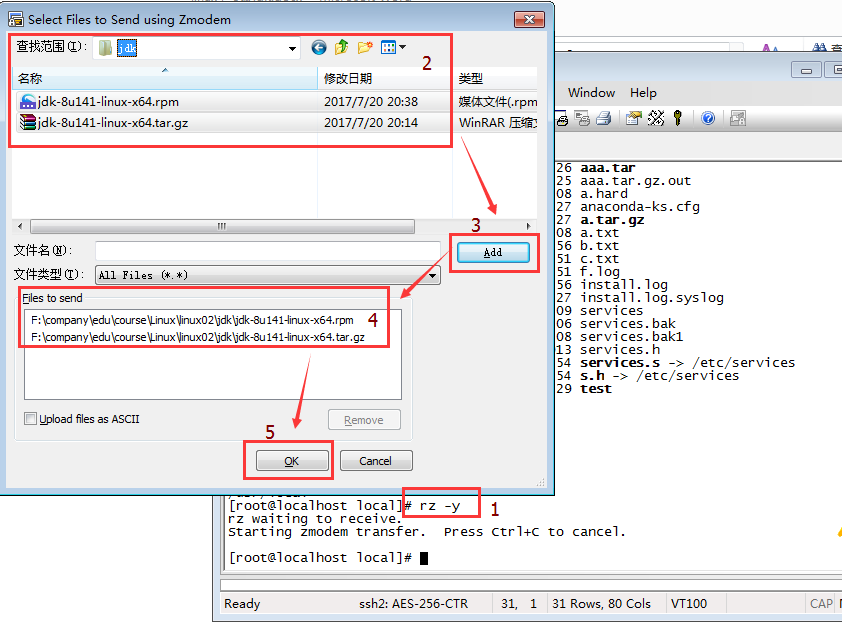 Select Files to Send using Zmodem
查找范围(I):
jdk
2
名称
修改日期
类型
jdk-8u141-linux-x64.rpm
2017/7/20 20:38
媒体文件(.rpm
jdk-8u141-linux-x64.tar.gz
2017/7/20 20:14
WinRAR 压缩文
3
文件名(N):
Add
文件类型(T):
All Files (*.*)
Files to send
F:\company\edu\course\Linux\linux02\jdk\jdk-8u141-linux-x64.rpm
4
F:\company\edu\course\Linux\linux02\jdk\jdk-8u141-linux-x64.tar.gz
Upload files as ASCII
Remove
5
OK
Cancel
Window
Help
26 aaa.tar
25 aaa.tar.gz.out
08 a.hard
27 anaconda-ks.cfg
27 a.tar.gz
08 a.txt
56 b.txt
51 c.txt
51 f.log
56 install.log
27 install.log.syslog
09 services
06 services.bak
08 services.bak1
13 services.h
54 services.s -> /etc/services
54 s.h -> /etc/services
29 test
[root@localhost local]# rz -y
1
rz waiting to receive.
Starting zmodem transfer.  Press Ctrl+C to cancel.
[root@localhost local]#
Ready
ssh2: AES-256-CTR
31, 1
31 Rows, 80 Cols
VT100
CAP